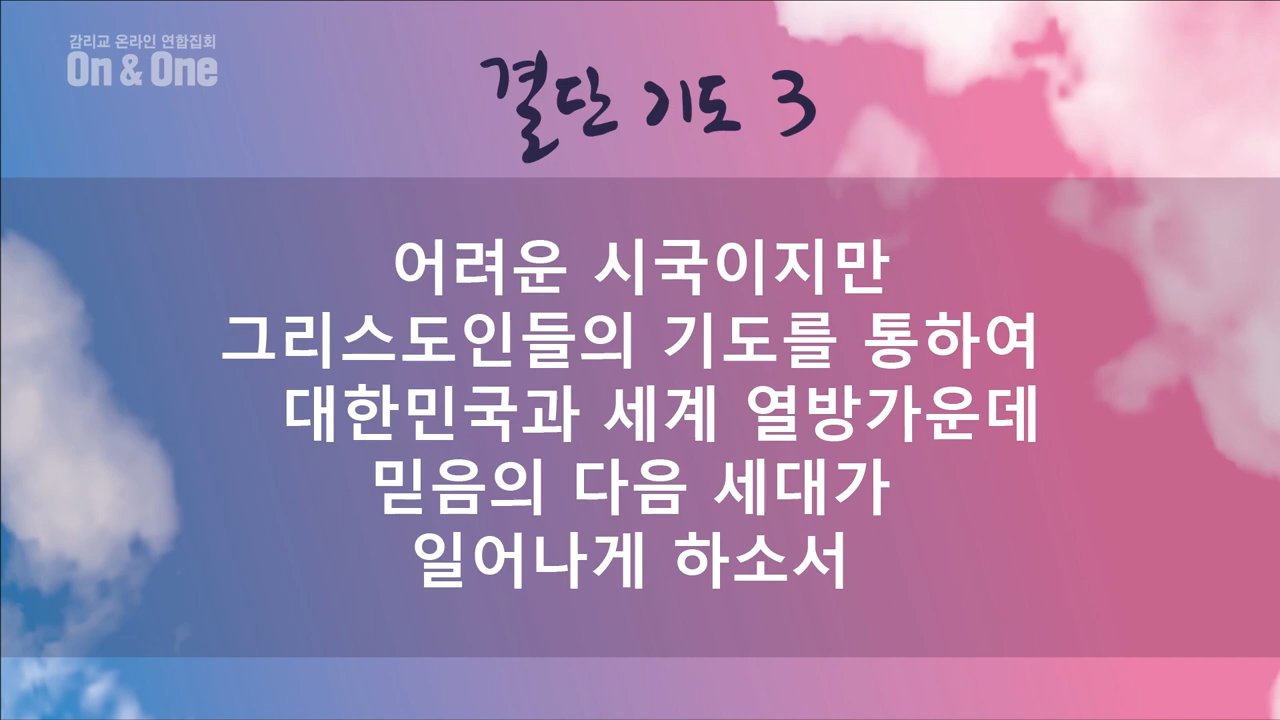 감리교 온라인 연합집회
On & One
결단 기도 3
어려운 시국이지만
그리스도인들의 기도를 통하여
대한민국과 세계 열방가운데
믿음의 다음 세대가
일어나게 하소서